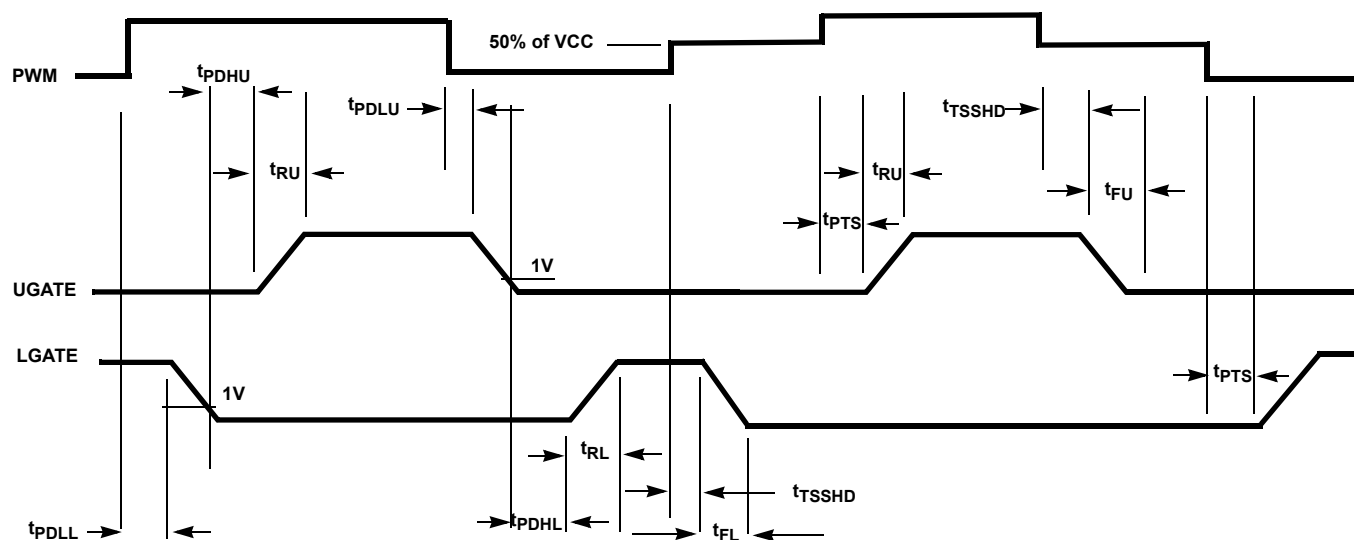 50% of VCC
PWM
tPDHU
tPDLU
tTSSHD
tRU
tRU
tFU
tPTS
1V
UGATE
LGATE
tPTS
1V
tRL
tTSSHD
tPDLL
tPDHL
tFL